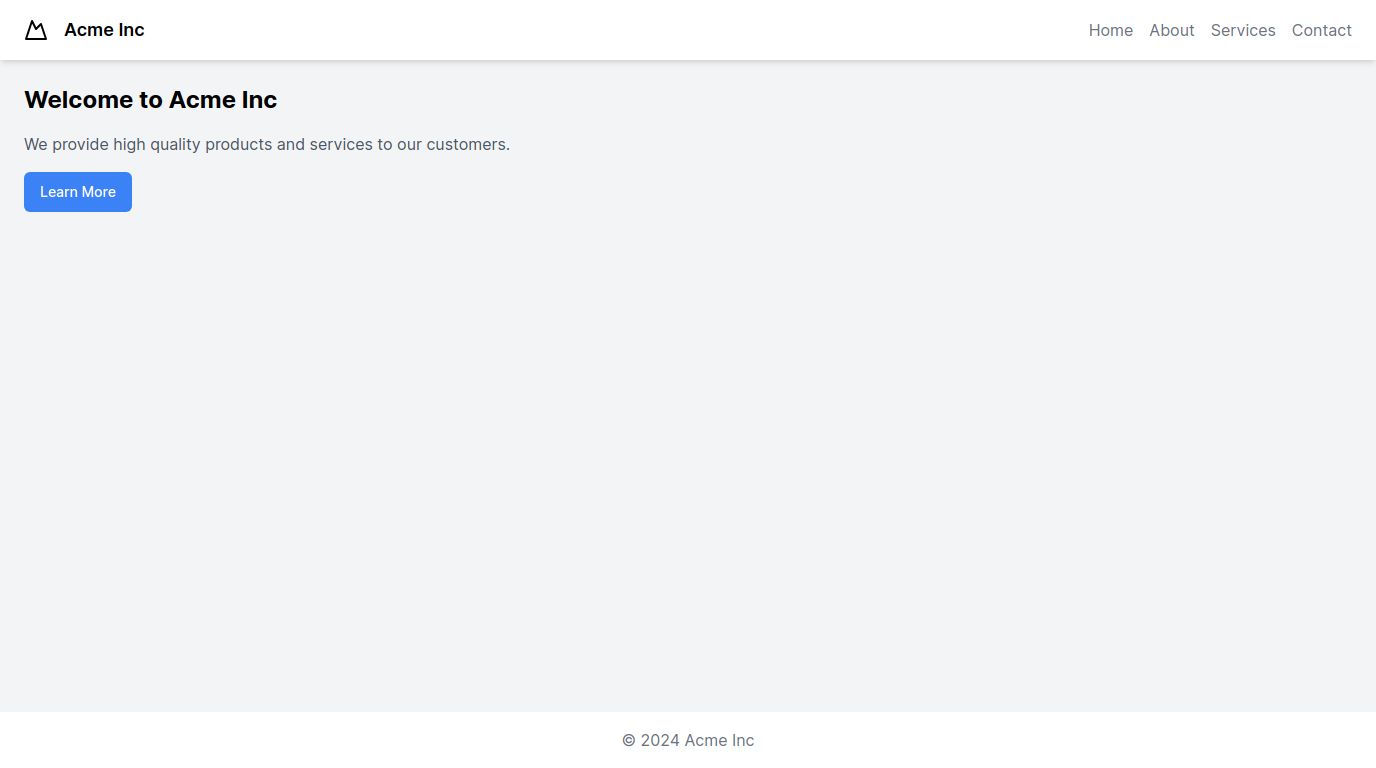 Acme Inc
Home About Services Contact
Welcome to Acme Inc
We provide high quality products and services to our customers.
Learn More
© 2024 Acme Inc